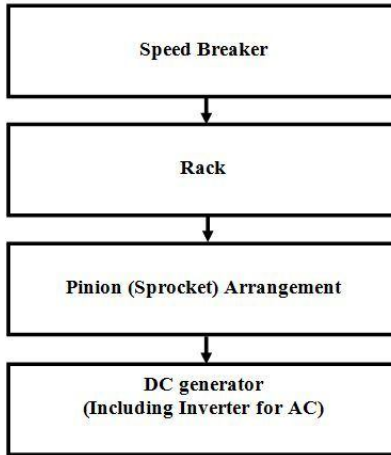 Speed Breaker
Rack
Pinion (Sprocket) Arrangement
DC generator
(Including Inverter for AC)